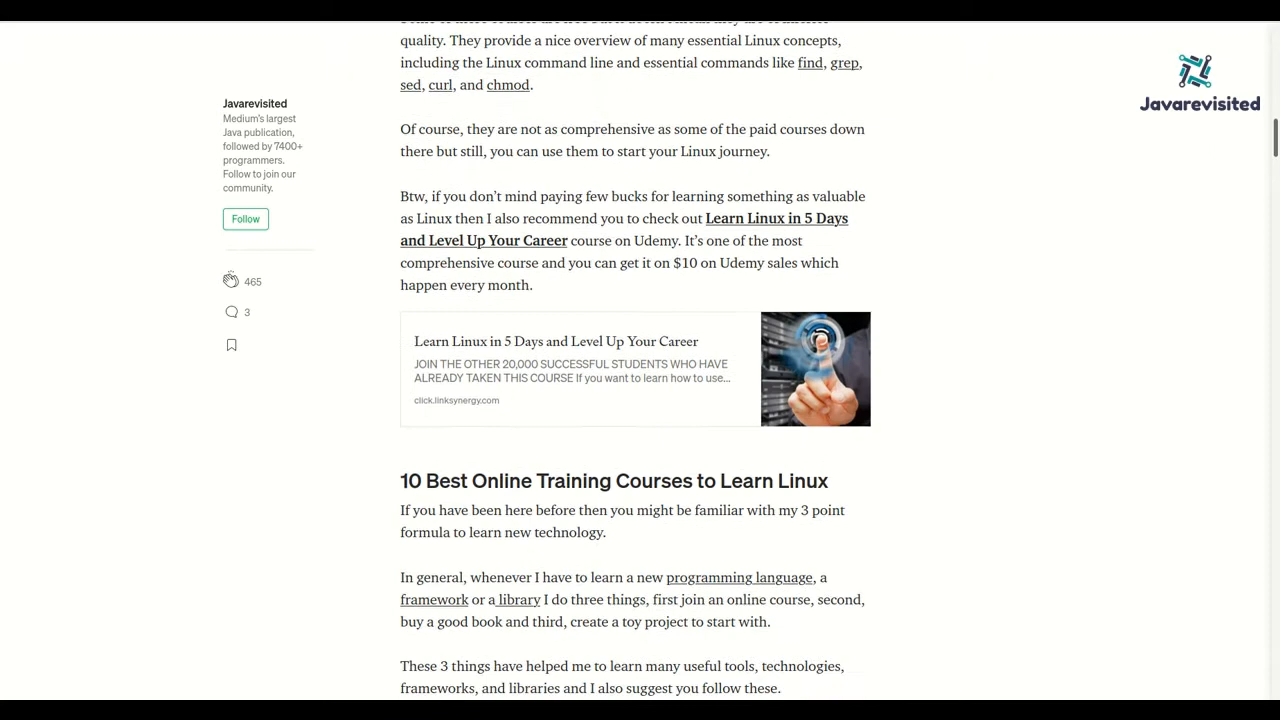 quality. They provide a nice overview of many essential Linux concepts,
including the Linux command line and essential commands like find, grep,
sed, curl, and chmod.
Javarevisited
Javarevisited
Medium's largest
Java publication,
followed by 7400+
programmers.
Follow to join our
community.
Follow
465
3
Of course, they are not as comprehensive as some of the paid courses down
there but still, you can use them to start your Linux journey.
Btw, if you don't mind paying few bucks for learning something as valuable
as Linux then I also recommend you to check out Learn Linux in 5 Days
and Level Up Your Career course on Udemy. It's one of the most
comprehensive course and you can get it on $10 on Udemy sales which
happen every month.
Learn Linux in 5 Days and Level Up Your Career
JOIN THE OTHER 20,000 SUCCESSFUL STUDENTS WHO HAVE
ALREADY TAKEN THIS COURSE If you want to learn how to use...
click.linksynergy.com
10 Best Online Training Courses to Learn Linux
If you have been here before then you might be familiar with my 3 point
formula to learn new technology.
In general, whenever I have to learn a new programming language, a
framework or a library I do three things, first join an online course, second,
buy a good book and third, create a toy project to start with.
These 3 things have helped me to learn many useful tools, technologies,
frameworks, and libraries and I also suggest you follow these.